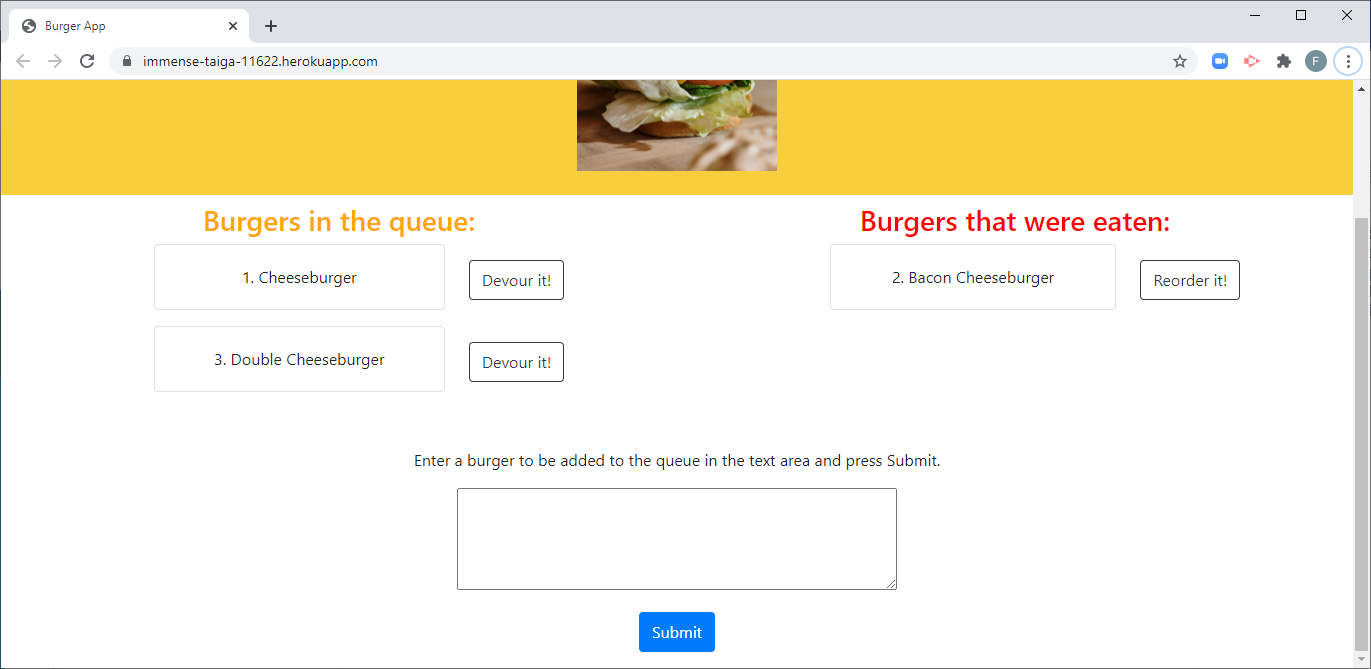 Burger App
immense-taiga-11622.herokuapp.com
F
Burgers in the queue:
1. Cheeseburger
Devour it!
3. Double Cheeseburger
Devour it!
Burgers that were eaten:
2. Bacon Cheeseburger
Reorder it!
Enter a burger to be added to the queue in the text area and press Submit.
Submit